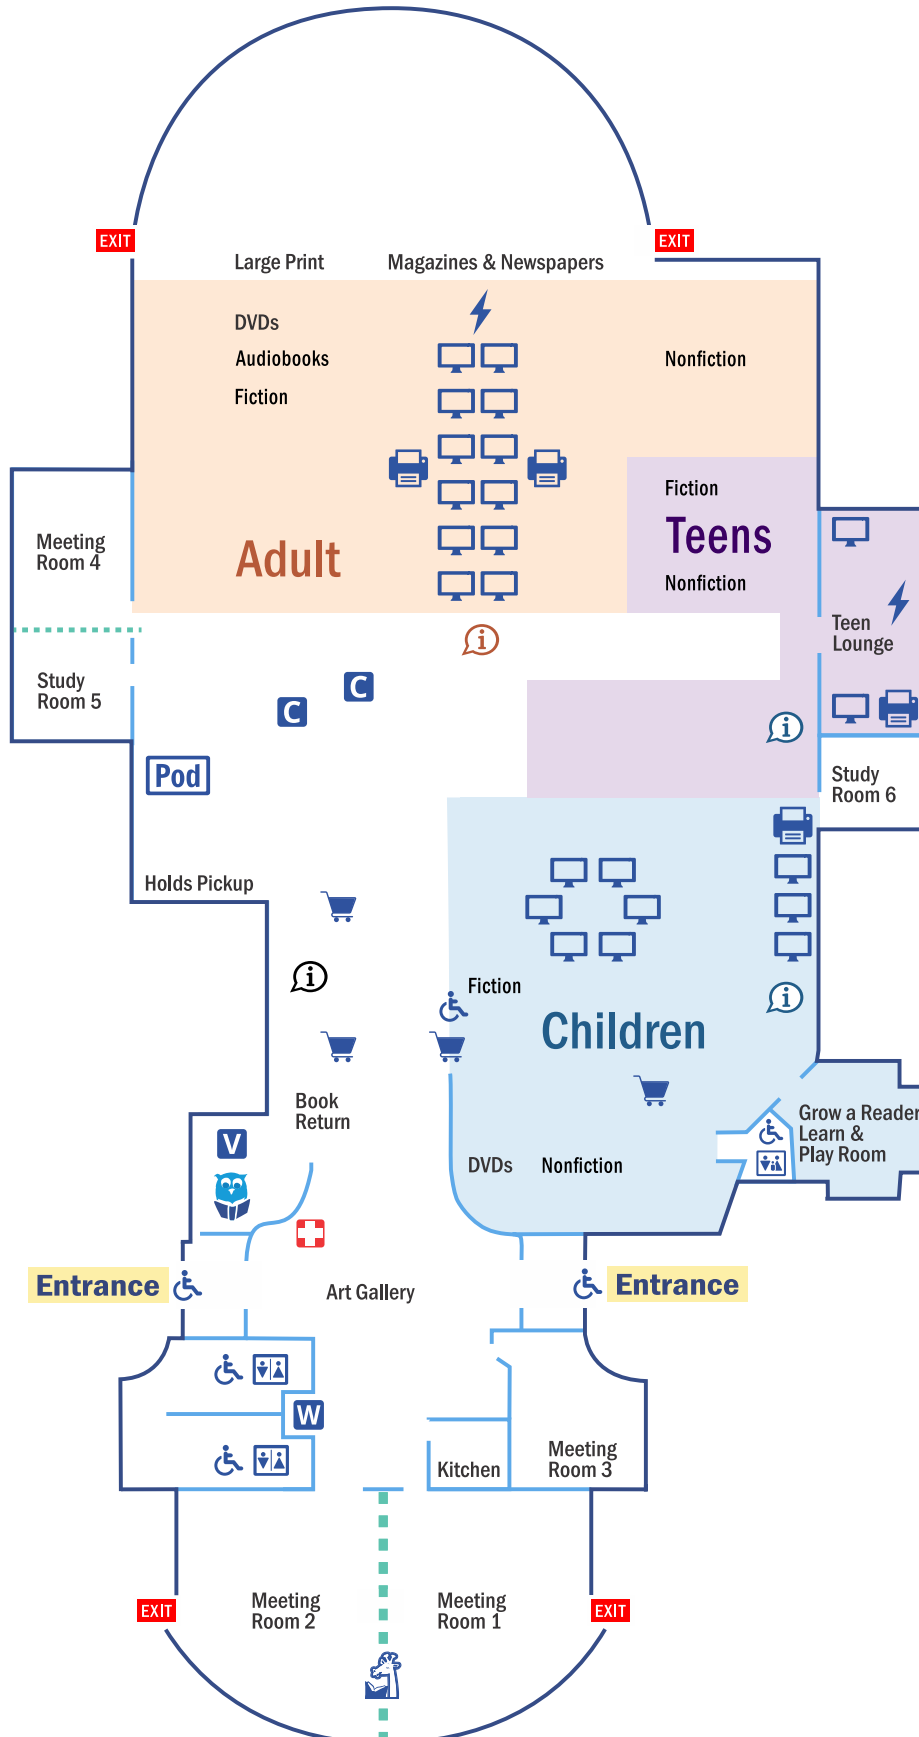 EXIT
EXIT
Large Print
Magazines & Newspapers
DVDs
Audiobooks
Nonfiction
Fiction
Fiction
Teens
Adult
Nonfiction
Meeting
Room 4
Teen
Lounge
Study
Room 5
C
C
Pod
Study
Room 6
Holds Pickup
Fiction
Children
Book
Return
Grow a Reader
Learn &
Play Room
V
DVDs
Nonfiction
Entrance
Art Gallery
Entrance
W
Kitchen
Meeting
Room 3
Meeting
Room 2
Meeting
Room 1
EXIT
EXIT